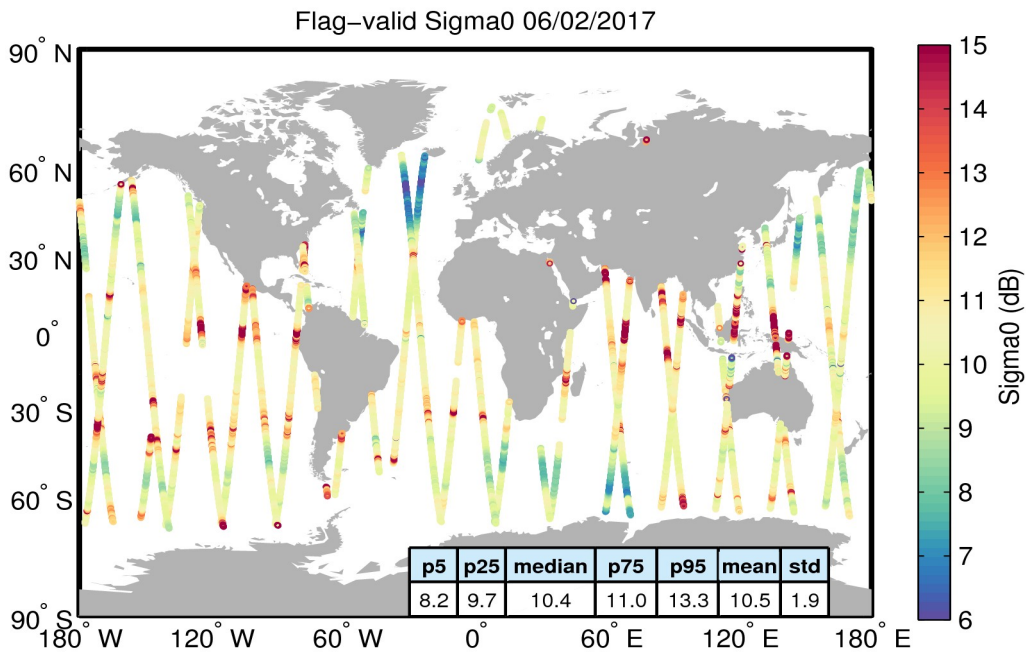 Flag−valid Sigma0 06/02/2017
90° N
60° N
30° N
0°
30° S
60° S
90° S
180° W
120° W
60° W
0°
60° E
120° E
180° E
p5 p25 median p75 p95 mean std
8.2 9.7 10.4 11.0 13.3 10.5 1.9
15
14
13
12
11
10
9
8
7
6
Sigma0 (dB)